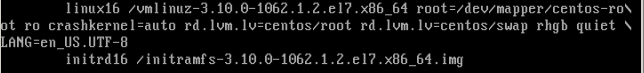 linux16 /vmlinuz-3.10.0-1062.1.2.el7.x86_64 root=/dev/mapper/centos-ro\
ot ro crashkernel=auto rd.lvm.lv=centos/root rd.lvm.lv=centos/swap rhgb quiet \
LANG=en_US.UTF-8
initrd16 /initramfs-3.10.0-1062.1.2.el7.x86_64.img